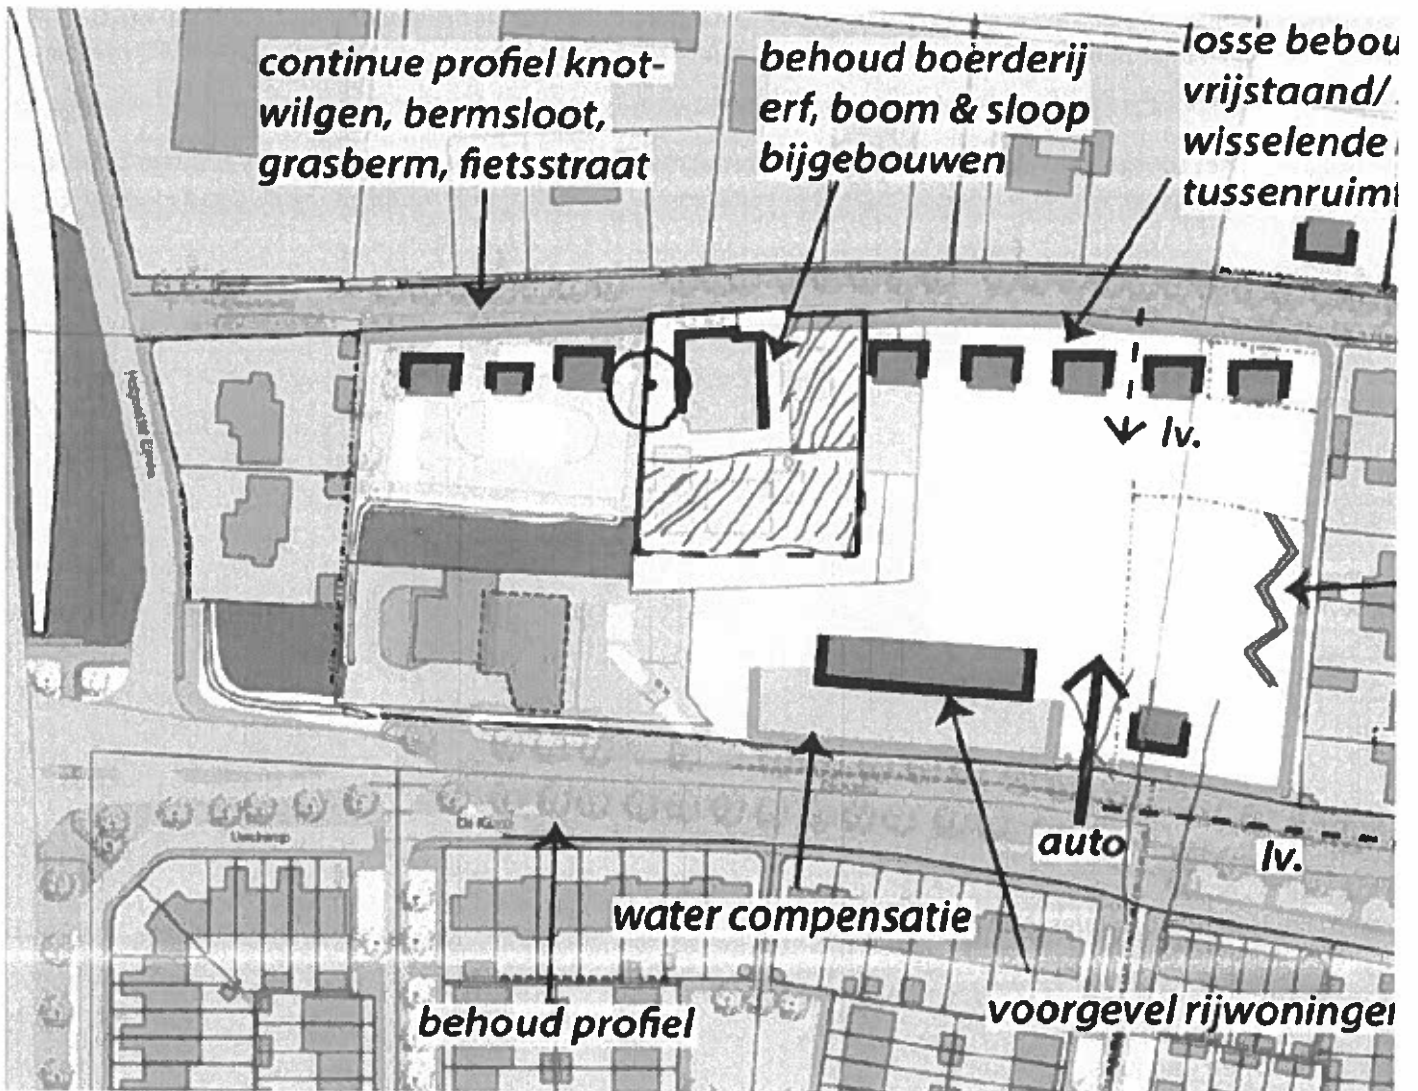 continue profiel knot-
wilgen, bermsloot,
grasberm, fietsstraat
behoud boerderij
erf, boom & sloop
bijgebouwen
losse bebou
vrijstaand/
wisselende
tussenruimt
lv.
auto
lv.
water compensatie
behoud profiel
voorgevel rijwoninger